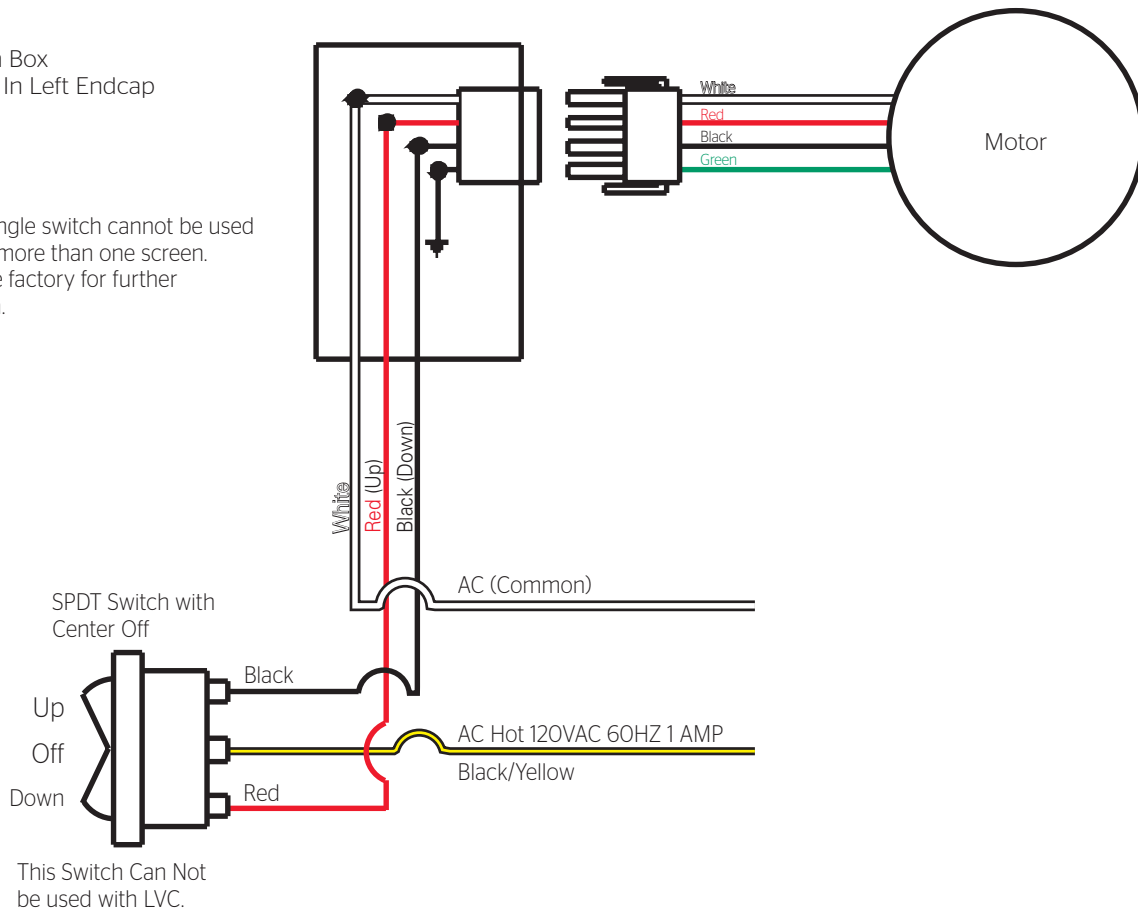 Box
In Left Endcap
switch cannot be used
more than one screen.
factory for further
White
Red
Black
Green
Motor
White
Red (Up)
Black (Down)
AC (Common)
SPDT Switch with
Center Off
Black
Up
Off
Down
AC Hot 120VAC 60HZ 1 AMP
Black/Yellow
Red
This Switch Can Not
be used with LVC.